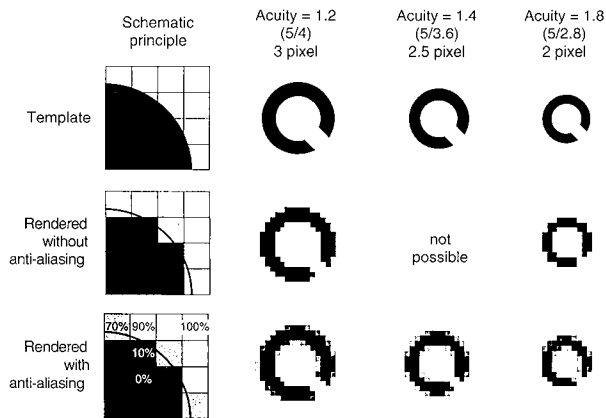 Schematic
principle
Acuity = 1.2
(5/4)
3 pixel
Acuity = 1.4
(5/3.6)
2.5 pixel
Acuity = 1.8
(5/2.8)
2 pixel
Template
Rendered
without
anti-aliasing
not
possible
Rendered
with
anti-aliasing
70% 90% 100%
10%
0%